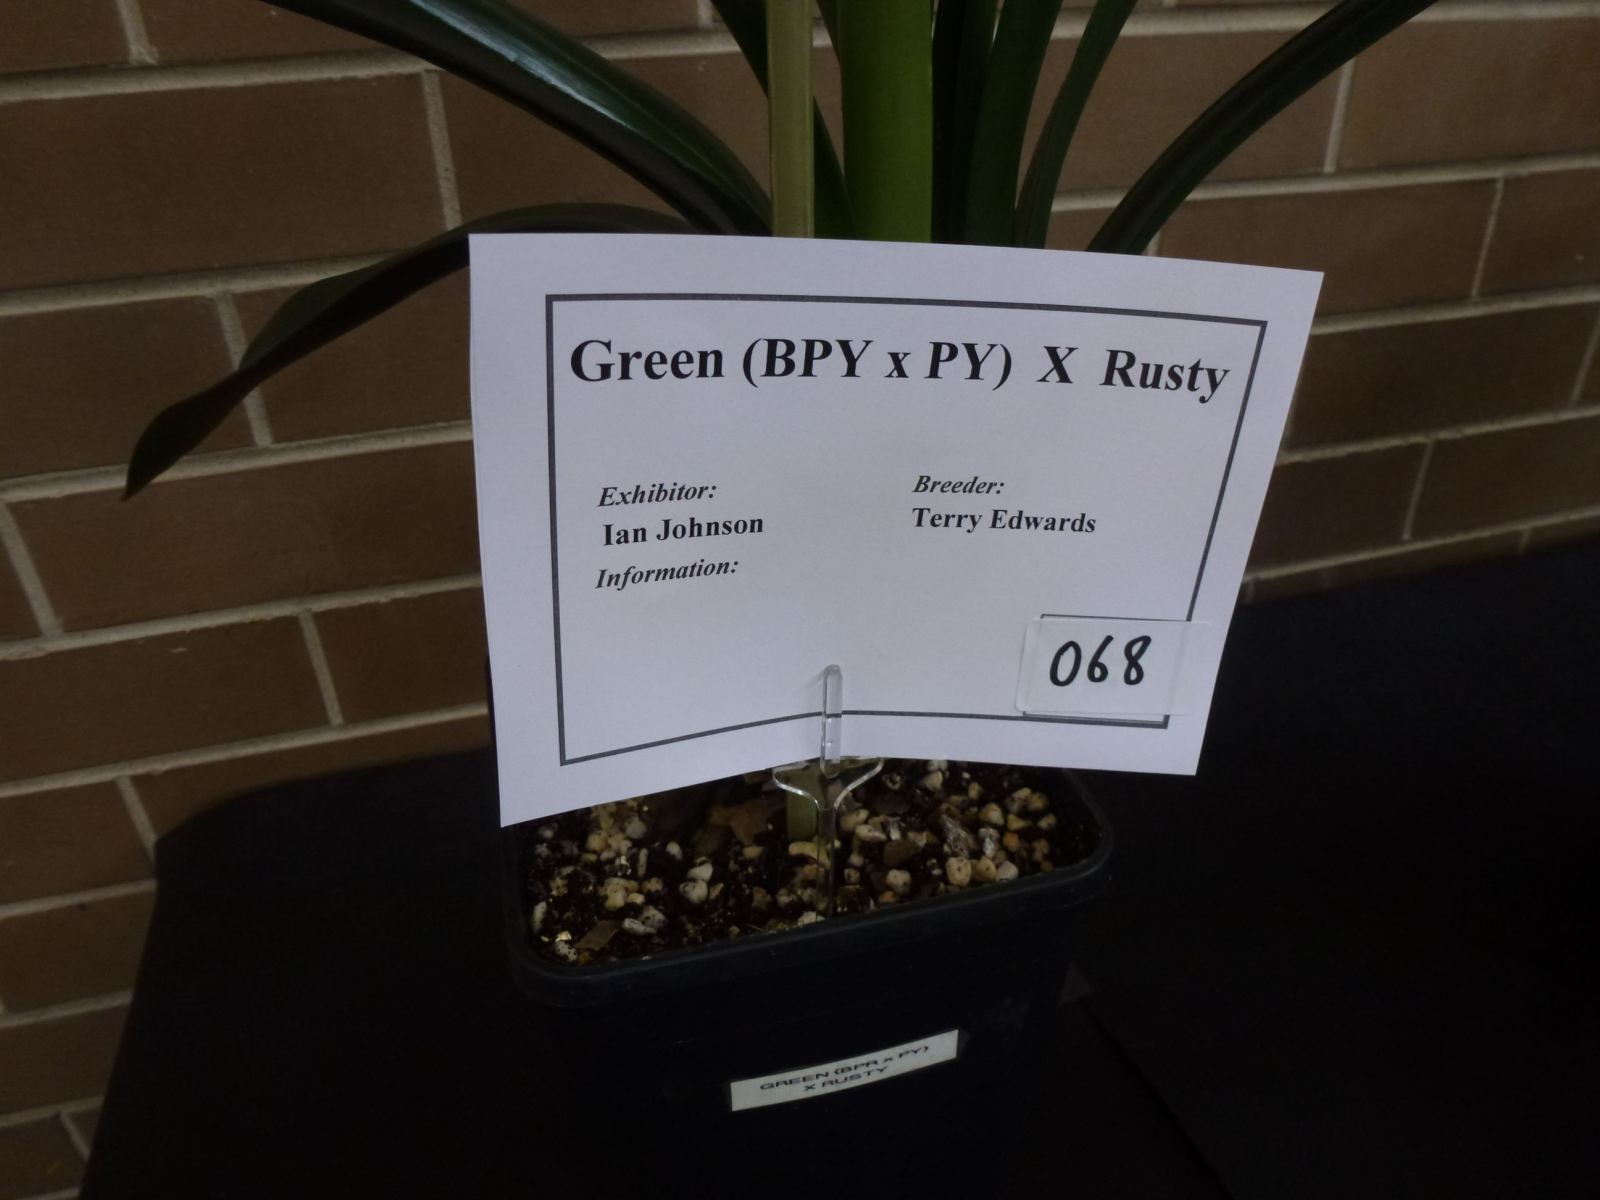 Green (BPY x PY) X Rusty
Exhibitor:
Ian Johnson
Breeder:
Terry Edwards
Information:
068
GREEN (BPR x PY)
X RUSTY